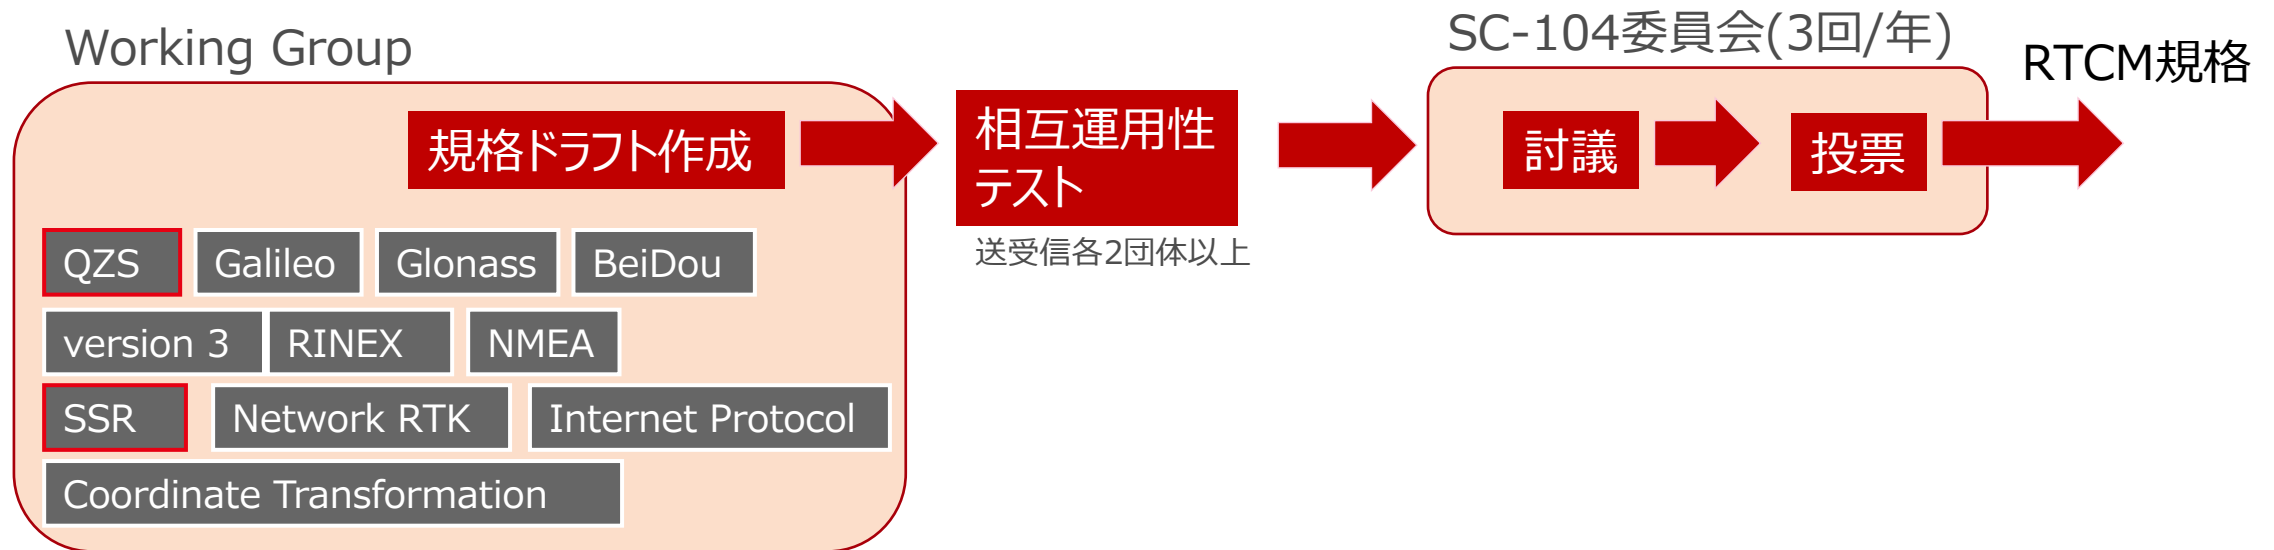 Working Group
規格ドラフト作成
QZS
Galileo
Glonass
BeiDou
version 3
RINEX
NMEA
SSR
Network RTK
Internet Protocol
Coordinate Transformation
相互運用性
テスト
送受信各2団体以上
SC-104委員会(3回/年)
討議
投票
RTCM規格